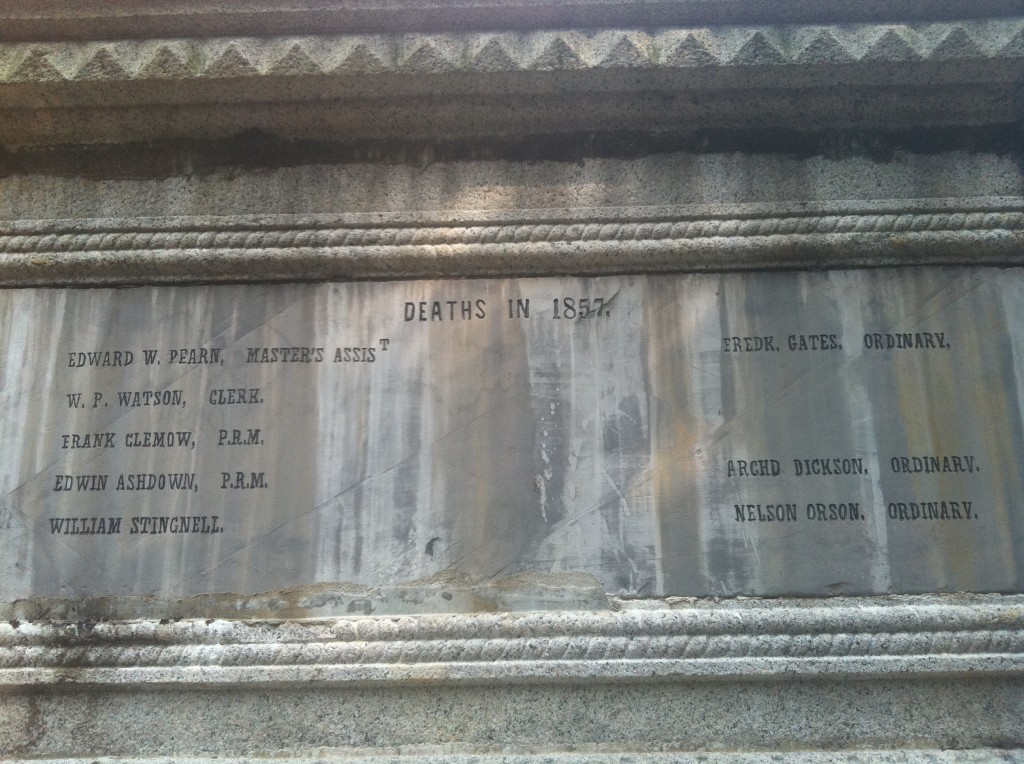 DEATHS IN 1857.
EDWARD W. PEARN, MASTER'S ASSIST
W. P. WATSON, CLERK.
FRANK CLEMOW, P.R.M.
EDWIN ASHDOWN, P.R.M.
WILLIAM STINGNELL.
FREDK. GATES. ORDINARY.
ARCHD. DICKSON. ORDINARY.
NELSON ORSON. ORDINARY.